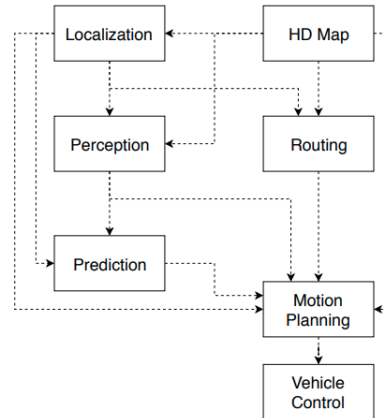 Localization
HD Map
Perception
Routing
Prediction
Motion
Planning
Vehicle
Control